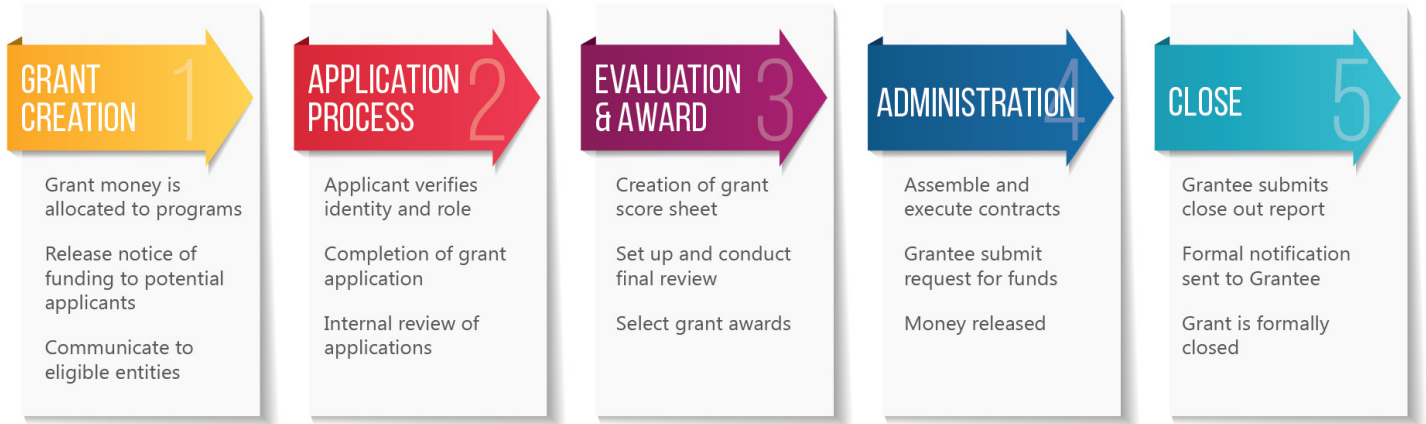 GRANT
CREATION
1
Grant money is
allocated to programs
Release notice of
funding to potential
applicants
Communicate to
eligible entities
APPLICATION
PROCESS
2
Applicant verifies
identity and role
Completion of grant
application
Internal review of
applications
EVALUATION
& AWARD
3
Creation of grant
score sheet
Set up and conduct
final review
Select grant awards
ADMINISTRATION
4
Assemble and
execute contracts
Grantee submit
request for funds
Money released
CLOSE
5
Grantee submits
close out report
Formal notification
sent to Grantee
Grant is formally
closed